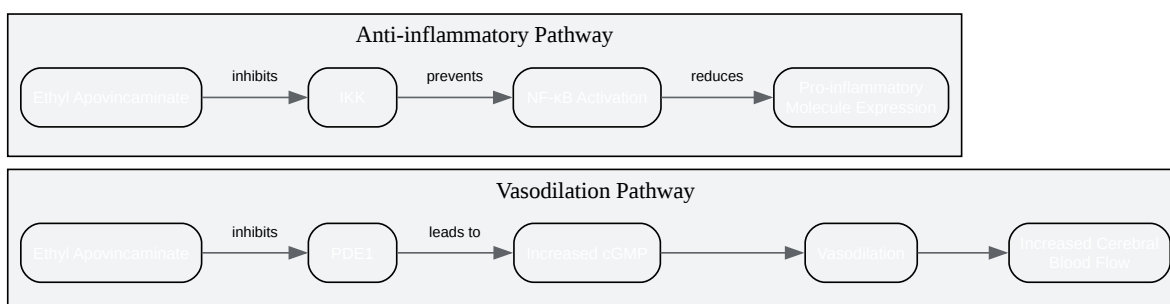 Anti-inflammatory Pathway
Ethyl Apovincaminate
inhibits
IKK
prevents
NF-κB Activation
reduces
Pro-inflammatory
Molecule Expression
Vasodilation Pathway
Ethyl Apovincaminate
inhibits
PDE1
leads to
Increased cGMP
Vasodilation
Increased Cerebral
Blood Flow